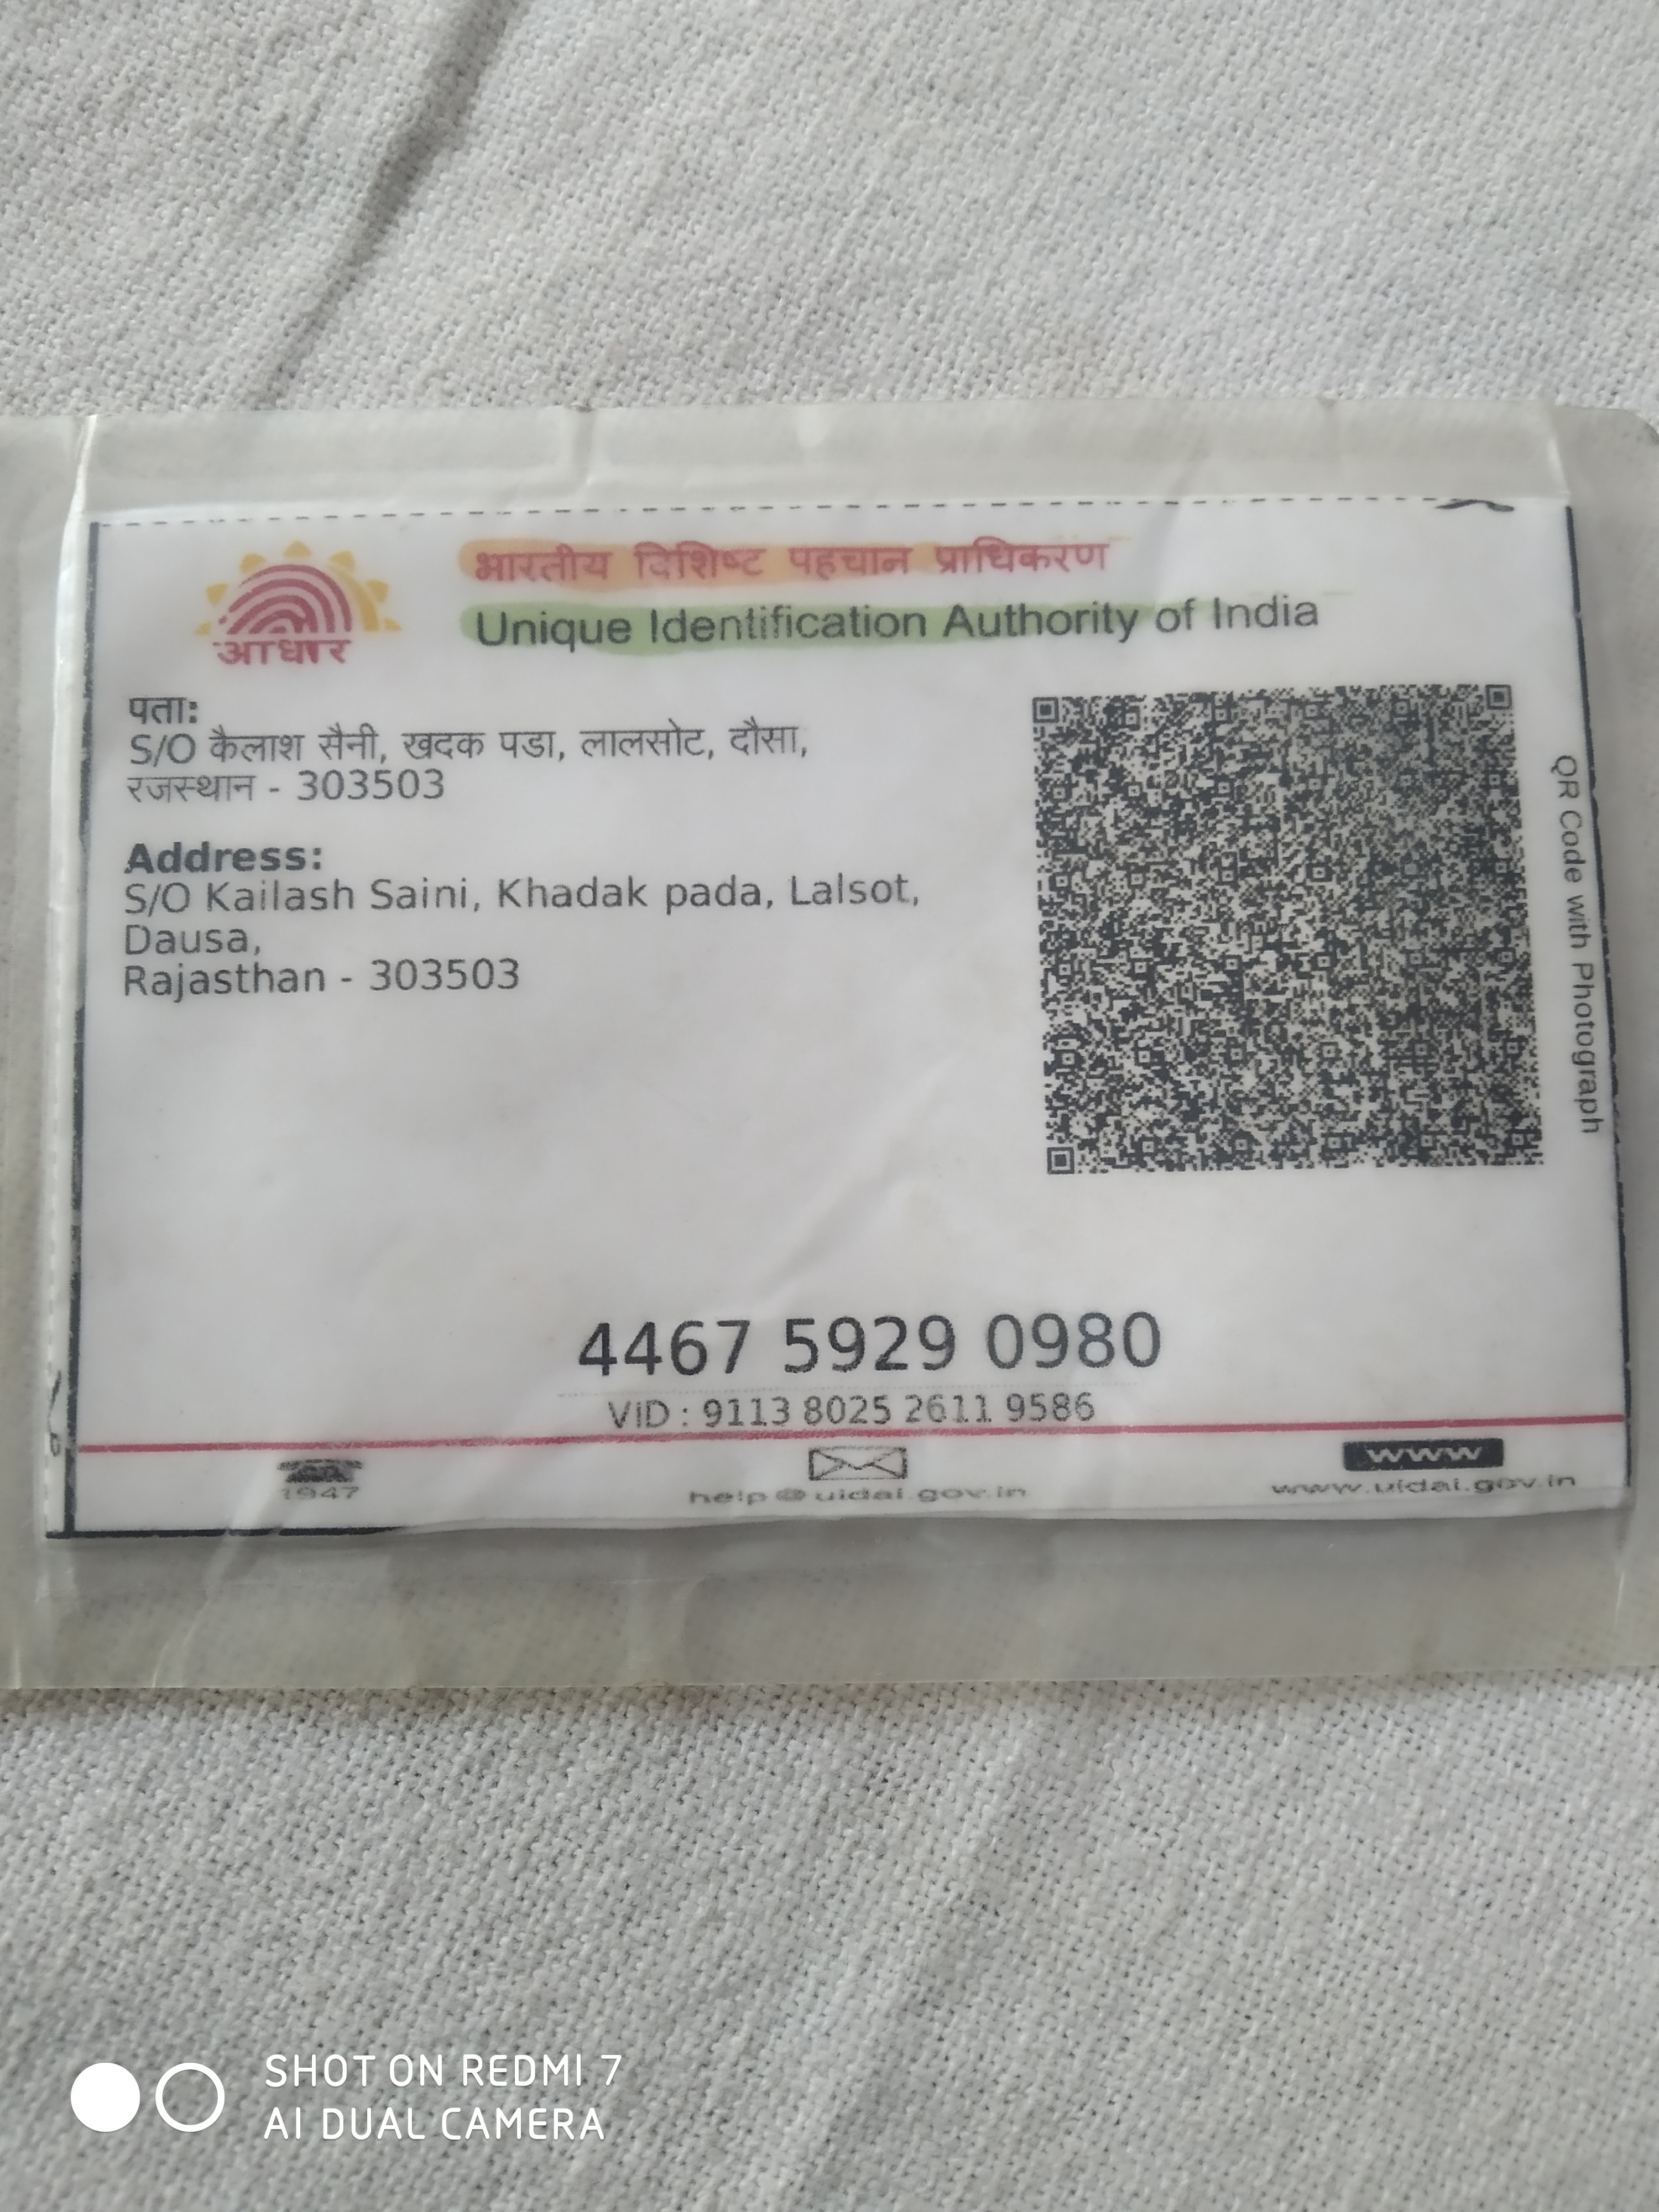 भारतीय विशिष्ट पहचान प्राधिकरण
Unique Identification Authority of India
आधार
पता:
S/O कैलाश सैनी, खदक पडा, लालसोट, दौसा,
रजस्थान - 303503
Address:
S/O Kailash Saini, Khadak pada, Lalsot,
Dausa,
Rajasthan - 303503
QR Code with Photograph
4467 5929 0980
VID : 9113 8025 2611 9586
1947
help@uidai.gov.in
www
www.uidai.gov.in
SHOT ON REDMI 7
AI DUAL CAMERA